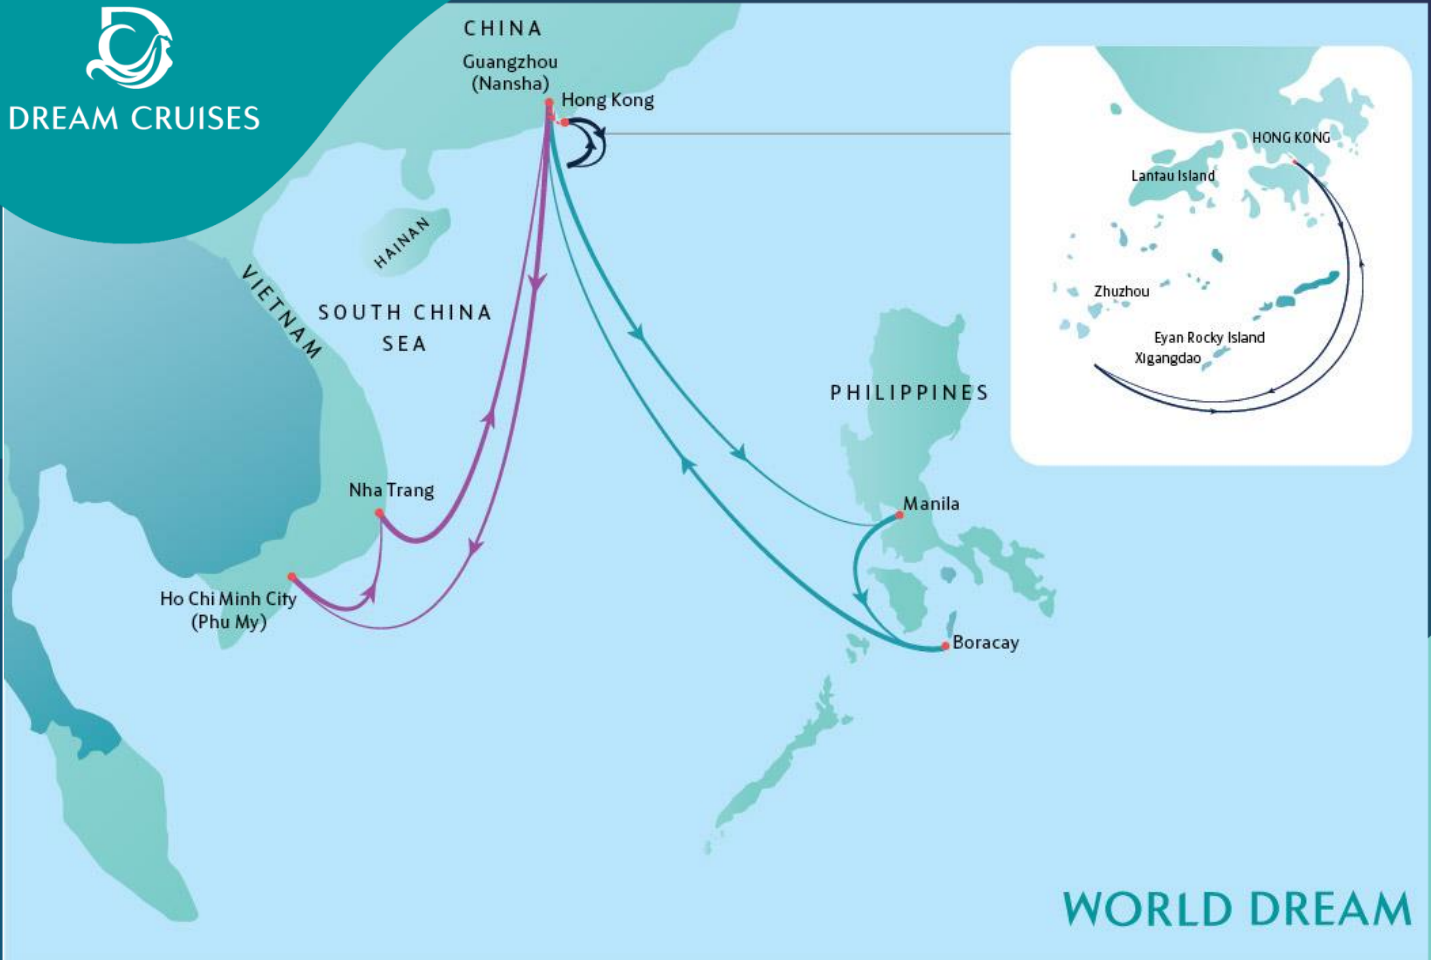 DREAM CRUISES
CHINA
Guangzhou
(Nansha)
Hong Kong
HAINAN
VIETNAM
SOUTH CHINA
SEA
Nha Trang
Ho Chi Minh City
(Phu My)
PHILIPPINES
Manila
Boracay
HONG KONG
Lantau Island
Zhuzhou
Eyan Rocky Island
Xigangdao
WORLD DREAM